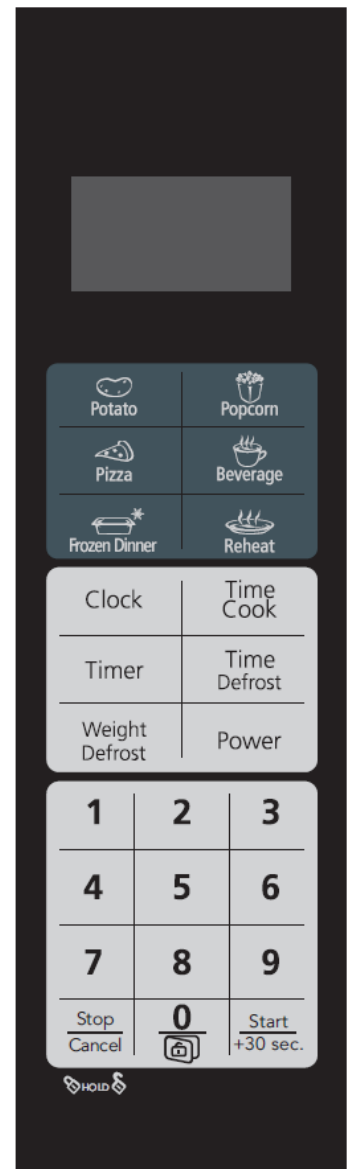 Potato
Popcorn
Pizza
Beverage
Frozen Dinner
Reheat
Clock
Time
Cook
Timer
Time
Defrost
Weight
Defrost
Power
1 2 3
4 5 6
7 8 9
Stop
Cancel
0
Start
+30 sec.
HOLD